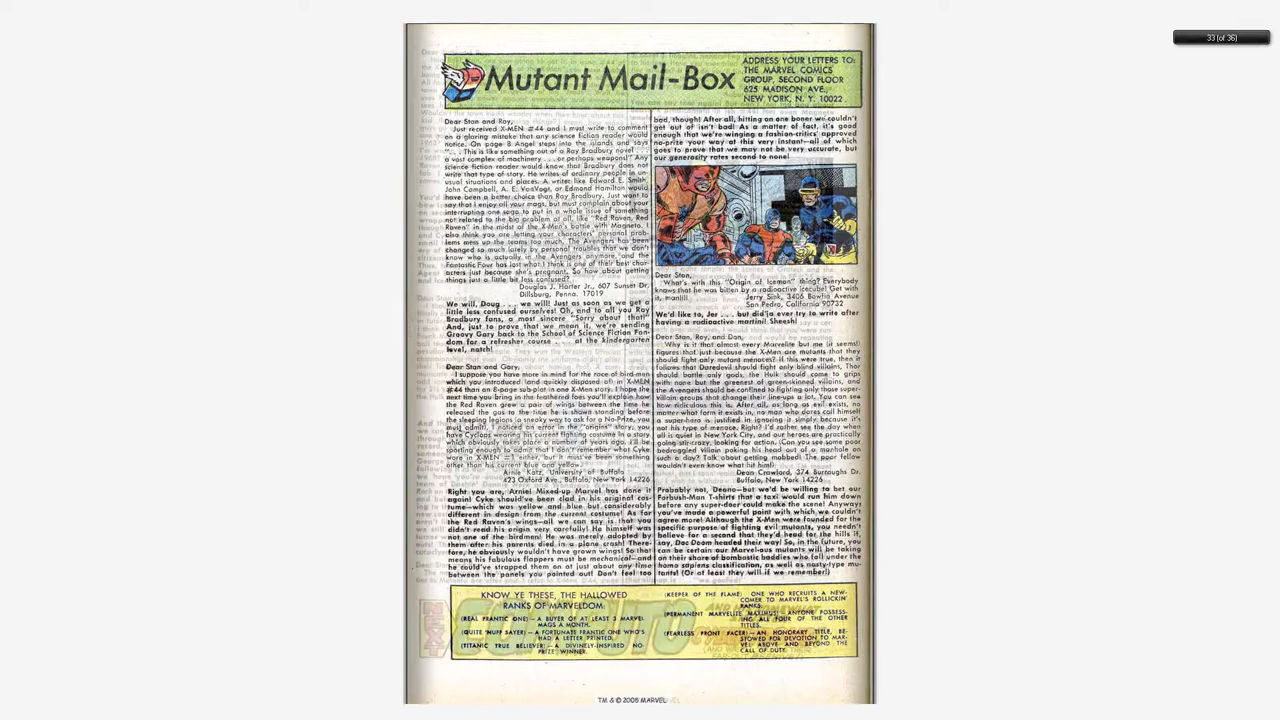 33 (of 36)
Mutant Mail-Box
ADDRESS YOUR LETTERS TO:
THE MARVEL COMICS
GROUP, SECOND FLOOR
625 MADISON AVE.,
NEW YORK, N. Y. 10022
Dear Stan and Roy,
Just received X-MEN #44 and I must write to comment
on a glaring mistake that any science fiction reader would
notice. On page 8 Angel steps into the islands and says
". . . This is like something out of a Ray Bradbury novel . . .
a vast complex of machinery . . . or perhaps weapons!" Any
science fiction reader would know that Bradbury does not
write that type of story. He writes of ordinary people in un-
usual situations and places. A writer like Edward E. Smith,
John Campbell, A. E. VanVogt, or Edmond Hamilton would
have been a better choice than Ray Bradbury. Just want to
say that I enjoy all your mags, but must complain about your
interrupting one saga to put in a whole issue of something
not related to the big problem at all, like "Red Raven, Red
Raven" in the midst of the X-Men's battle with Magneto. I
also think you are letting your characters' personal prob-
lems mess up the teams too much. The Avengers has been
changed so much lately by personal troubles that we don't
know who is actually in the Avengers anymore, and the
Fantastic Four has lost what I think is one of their best char-
acters just because she's pregnant. So how about getting
things just a little bit less confused?
Douglas J. Harter Jr., 607 Sunset Dr.
Dillsburg, Penna. 17019
We will, Doug . . . we will! Just as soon as we get a
little less confused ourselves! Oh, and to all you Ray
Bradbury fans, a most sincere "Sorry about that!"
And, just to prove that we mean it, we're sending
Groovy Gary back to the School of Science Fiction Fan-
dom for a refresher course . . . at the kindergarten
level, natch!
Dear Stan and Gary,
I suppose you have more in mind for the race of bird-men
which you introduced (and quickly disposed of) in X-MEN
#44 than an 8-page sub-plot in one X-Men story. I hope the
next time you bring in the feathered foes you'll explain how
the Red Raven grew a pair of wings between the time he
released the gas to the time he is shown standing before
the sleeping legions (a sneaky way to ask for a No-Prize, you
must admit). I noticed an error in the "origins" story; you
have Cyclops wearing his current fighting costume in a story
which obviously takes place a number of years ago. I'll be
sporting enough to admit that I don't remember what Cyke
wore in X-MEN #1 either, but it must've been something
other than his current blue and yellow.
Arnie Katz, University of Buffalo
423 Oxford Ave., Buffalo, New York 14226
Right you are, Arnie! Mixed-up Marvel has done it
again! Cyke should've been clad in his original cos-
tume—which was yellow and blue but considerably
different in design from the current costume! As for
the Red Raven's wings—all we can say is that you
didn't read his origin very carefully! He himself was
not one of the birdmen! He was merely adopted by
them after his parents died in a plane crash! There-
fore, he obviously wouldn't have grown wings! So that
means his fabulous flappers must be mechanical—and
he could've strapped them on at just about any time
between the panels you pointed out! Don't feel too
bad, though! After all, hitting on one boner we couldn't
get out of isn't bad! As a matter of fact, it's good
enough that we're winging a fashion-critics' approved
no-prize your way at this very instant—all of which
goes to prove that we may not be very accurate, but
our generosity rates second to none!
Dear Stan,
What's with this "Origin of Iceman" thing? Everybody
knows that he was bitten by a radioactive icecube! Get with
it, man!!!!
Jerry Sink, 3406 Bowfin Avenue
San Pedro, California 90732
We'd like to, Jer . . . but did'ja ever try to write after
having a radioactive martini? Sheesh!
Dear Stan, Roy, and Don,
Why is it that almost every Marvelite but me (it seems)
figures that just because the X-Men are mutants that they
should fight only mutant menaces? If this were true, then it
follows that Daredevil should fight only blind villains, Thor
should battle only gods, the Hulk should come to grips
with none but the greenest of green-skinned villains, and
the Avengers should be confined to fighting only those super-
villain groups that change their line-ups a lot. You can see
how ridiculous this is. After all, as long as evil exists, no
matter what form it exists in, no man who dares call himself
a super-hero is justified in ignoring it simply because it's
not his type of menace. Right? I'd rather see the day when
all is quiet in New York City, and our heroes are practically
going stir-crazy, looking for action. (Can you see some poor
bedraggled villain poking his head out of a manhole on
such a day? Talk about getting mobbed! The poor fellow
wouldn't even know what hit him!)
Dean Crawford, 374 Burroughs Dr.
Buffalo, New York 14226
Probably not, Deano—but we'd be willing to bet our
Forbush-Man T-shirts that a taxi would run him down
before any super-doer could make the scene! Anyway,
you've made a powerful point with which we couldn't
agree more! Although the X-Men were founded for the
specific purpose of fighting evil mutants, you needn't
believe for a second that they'd head for the hills if,
say, Doc Doom headed their way! So, in the future, you
can be certain our Marvel-ous mutants will be taking
on their share of bombastic baddies who fall under the
homo sapiens classification, as well as nasty-type mu-
tants! (Or at least they will if we remember!)
KNOW YE THESE, THE HALLOWED
RANKS OF MARVELDOM:
(REAL FRANTIC ONE) — A BUYER OF AT LEAST 3 MARVEL
MAGS A MONTH.
(QUITE 'NUFF SAYER) — A FORTUNATE FRANTIC ONE WHO'S
HAD A LETTER PRINTED.
(TITANIC TRUE BELIEVER) — A DIVINELY-INSPIRED NO-
PRIZE WINNER.
(KEEPER OF THE FLAME) ONE WHO RECRUITS A NEW-
COMER TO MARVEL'S ROLLICKIN'
RANKS.
(PERMANENT MARVELITE MAXIMUS) — ANYONE POSSESS-
ING ALL FOUR OF THE OTHER
TITLES.
(FEARLESS FRONT FACER) — AN HONORARY TITLE, BE-
STOWED FOR DEVOTION TO MAR-
VEL ABOVE AND BEYOND THE
CALL OF DUTY.
TM & © 2005 MARVEL